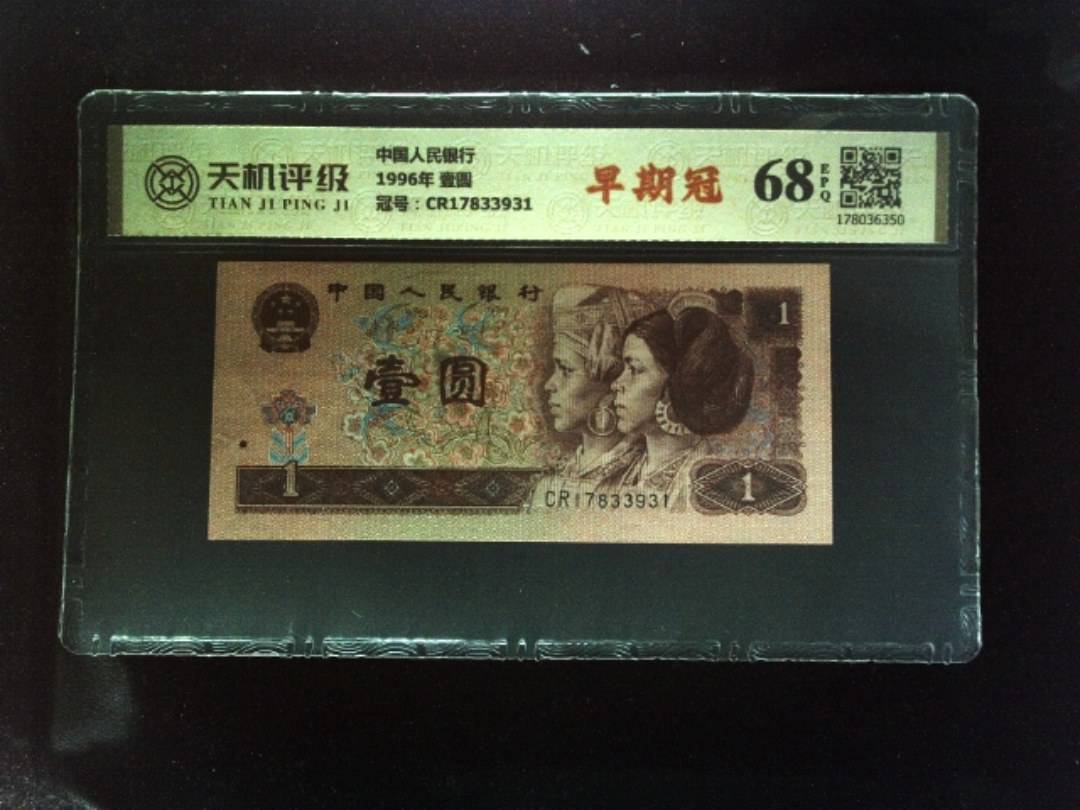 天机评级
TIAN JI PING JI
中国人民银行
1996年 壹圆
冠号：CR17833931
早期冠
68
EPQ
178036350
中国人民银行
1
壹圆
1
CR17833931
1